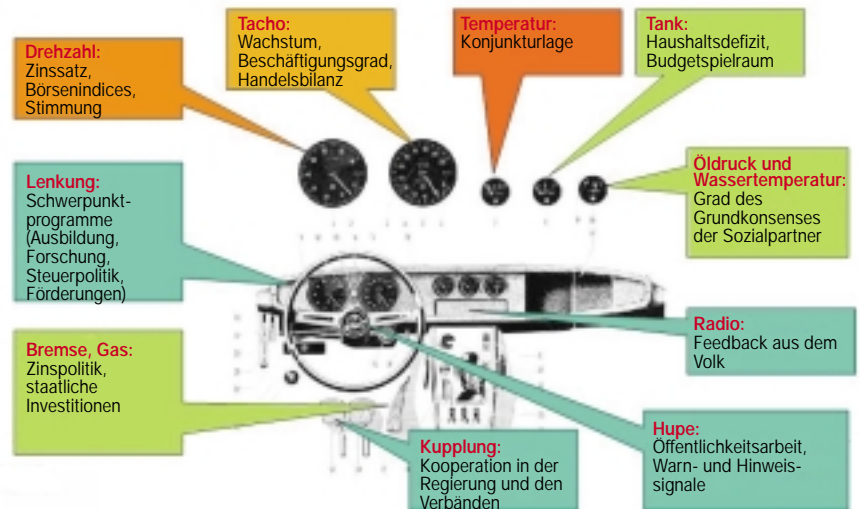 Drehzahl:
Zinssatz,
Börsenindices,
Stimmung
Tacho:
Wachstum,
Beschäftigungsgrad,
Handelsbilanz
Temperatur:
Konjunkturlage
Tank:
Haushaltsdefizit,
Budgetspielraum
Öldruck und
Wassertemperatur:
Grad des
Grundkonsenses
der Sozialpartner
Lenkung:
Schwerpunkt-
programme
(Ausbildung,
Forschung,
Steuerpolitik,
Förderungen)
Radio:
Feedback aus dem
Volk
Bremse, Gas:
Zinspolitik,
staatliche
Investitionen
Kupplung:
Kooperation in der
Regierung und den
Verbänden
Hupe:
Öffentlichkeitsarbeit,
Warn- und Hinweis-
signale